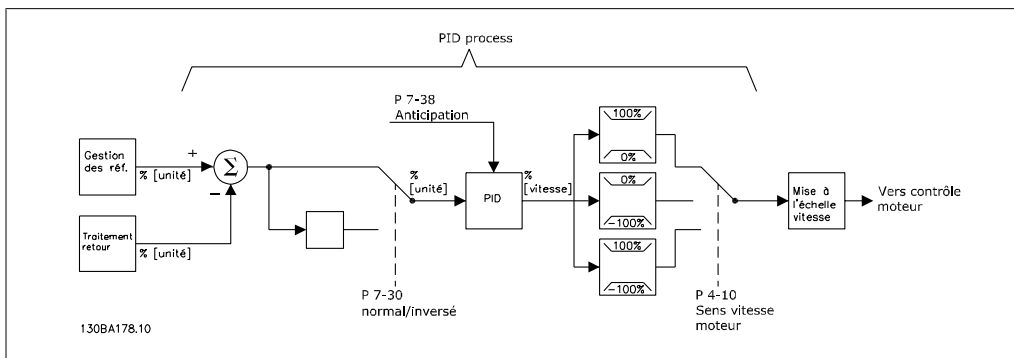 PID process
P 7-38
Anticipation
Gestion
des réf.
+
% [unité]
Σ
−
Traitement
retour
% [unité]
% [unité]
PID
% [vitesse]
100%
0%
0%
-100%
100%
-100%
Mise à
l'échelle
vitesse
Vers contrôle
moteur
P 7-30
normal/inversé
P 4-10
Sens vitesse
moteur
130BA178.10